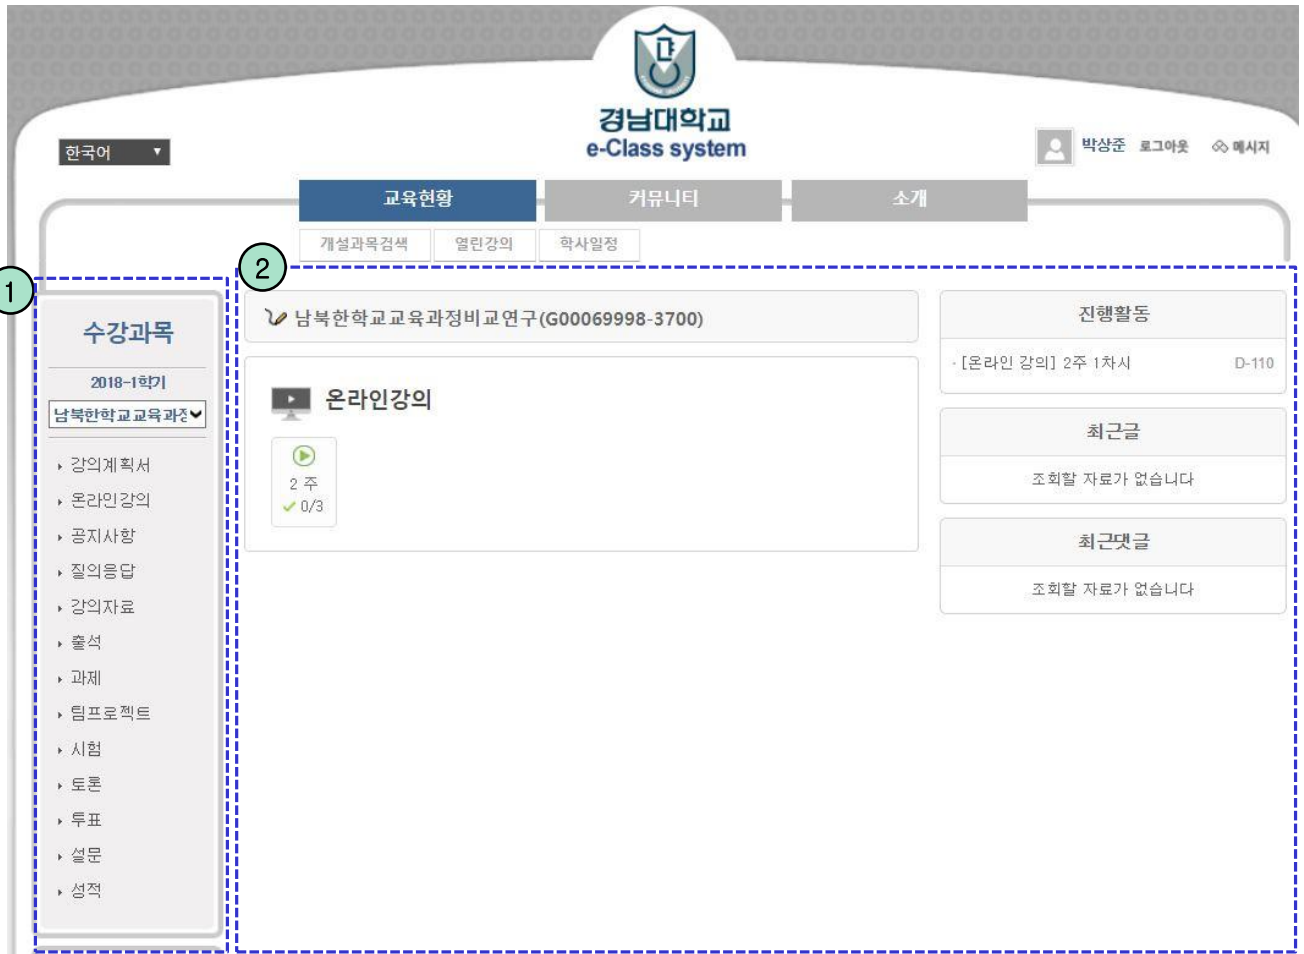 경남대학교
e-Class system
한국어
박상준 로그아웃 메시지
교육현황 커뮤니티 소개
개설과목검색 열린강의 학사일정
1
2
수강과목
2018-1학기
남북한학교교육과정
강의계획서
온라인강의
공지사항
질의응답
강의자료
출석
과제
팀프로젝트
시험
토론
투표
설문
성적
남북한학교교육과정비교연구(G00069998-3700)
온라인강의
2 주
0/3
진행활동
· [온라인 강의] 2주 1차시 D-110
최근글
조회할 자료가 없습니다
최근댓글
조회할 자료가 없습니다